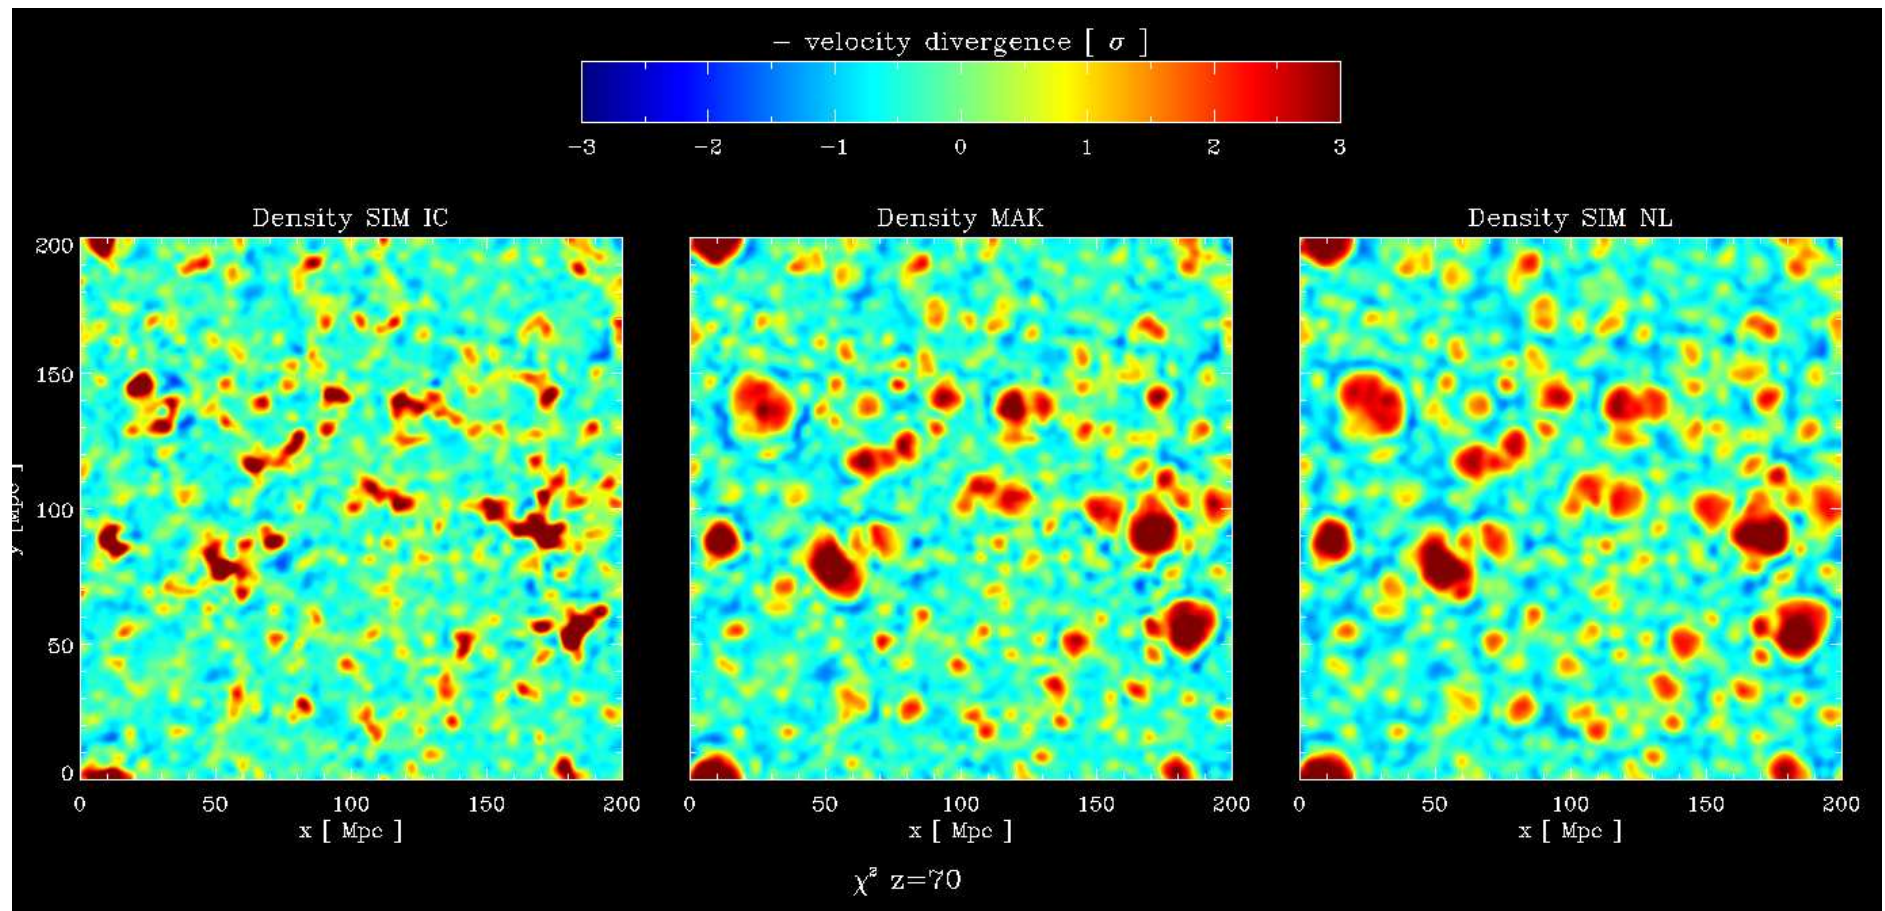 − velocity divergence [ σ ]
−3 −2 −1 0 1 2 3
Density SIM IC
Density MAK
Density SIM NL
200
150
100
50
0
y [Mpc ]
0 50 100 150 200
x [ Mpc ]
0 50 100 150 200
x [ Mpc ]
0 50 100 150 200
x [ Mpc ]
χ² z=70